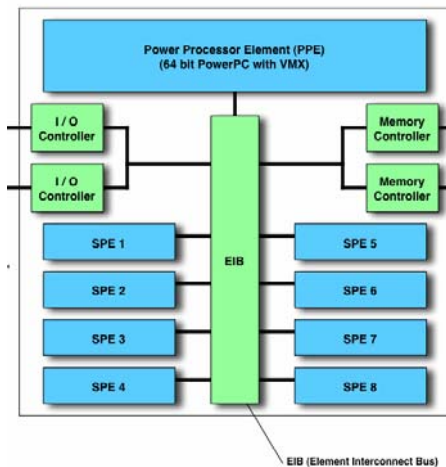 Power Processor Element (PPE)
(64 bit PowerPC with VMX)
I / O
Controller
Memory
Controller
I / O
Controller
Memory
Controller
EIB
SPE 1
SPE 5
SPE 2
SPE 6
SPE 3
SPE 7
SPE 4
SPE 8
EIB (Element Interconnect Bus)